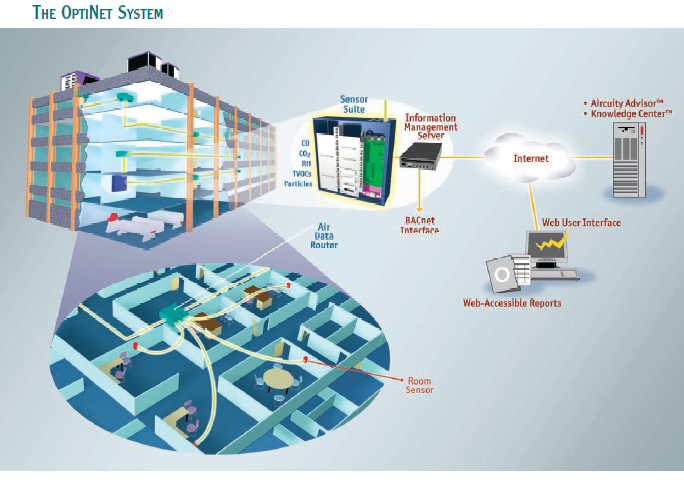 THE OPTINET SYSTEM
Sensor
Suite
CO
CO2
RH
TVOCs
Particles
Information
Management
Server
BACnet
Interface
Internet
• Aircuity Advisor™
• Knowledge Center™
Web User Interface
Web-Accessible Reports
Air
Data
Router
Room
Sensor